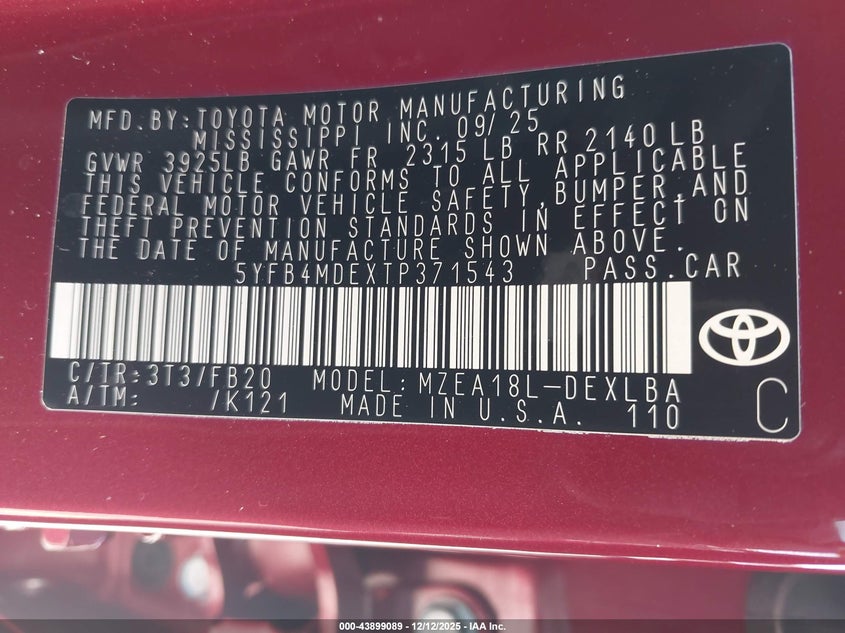 MFD.BY:TOYOTA MOTOR MANUFACTURING
MISSISSIPPI INC. 09/25
GVWR 3925LB GAWR FR 2315 LB RR 2140 LB
THIS VEHICLE CONFORMS TO ALL APPLICABLE
FEDERAL MOTOR VEHICLE SAFETY,BUMPER,AND
THEFT PREVENTION STANDARDS IN EFFECT ON
THE DATE OF MANUFACTURE SHOWN ABOVE.
5YFB4MDEXTP371543 PASS.CAR
C/TR:3T3/FB20 MODEL:MZEA18L-DEXLBA
A/TM: /K121 MADE IN U.S.A. 110
C
000-43899089 - 12/12/2025 - IAA Inc.